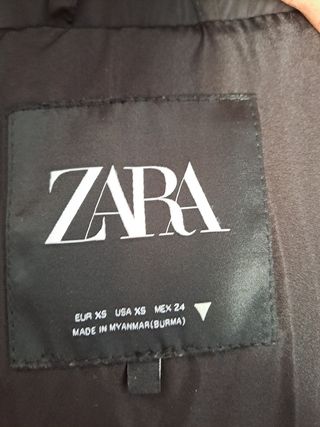 ZARA
EUR XS USA XS MEX 24
MADE IN MYANMAR(BURMA)